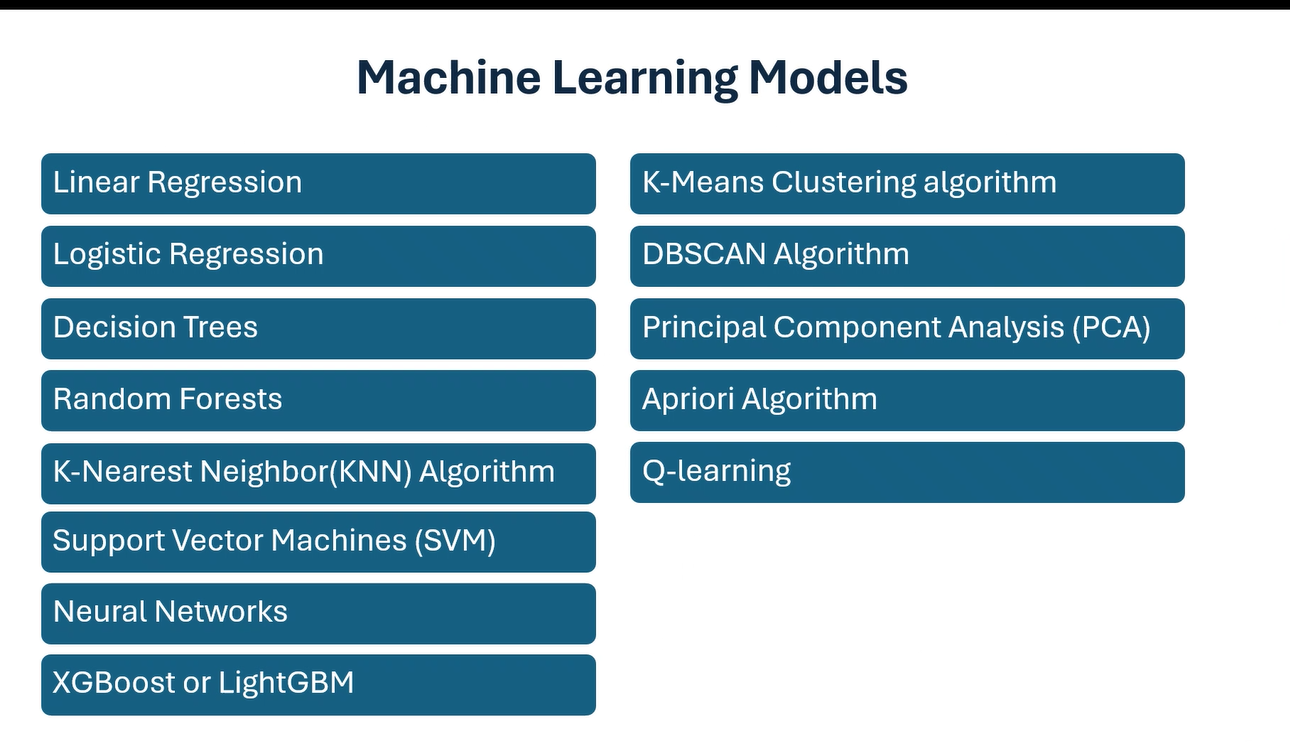 Machine Learning Models
Linear Regression
Logistic Regression
Decision Trees
Random Forests
K-Nearest Neighbor(KNN) Algorithm
Support Vector Machines (SVM)
Neural Networks
XGBoost or LightGBM
K-Means Clustering algorithm
DBSCAN Algorithm
Principal Component Analysis (PCA)
Apriori Algorithm
Q-learning